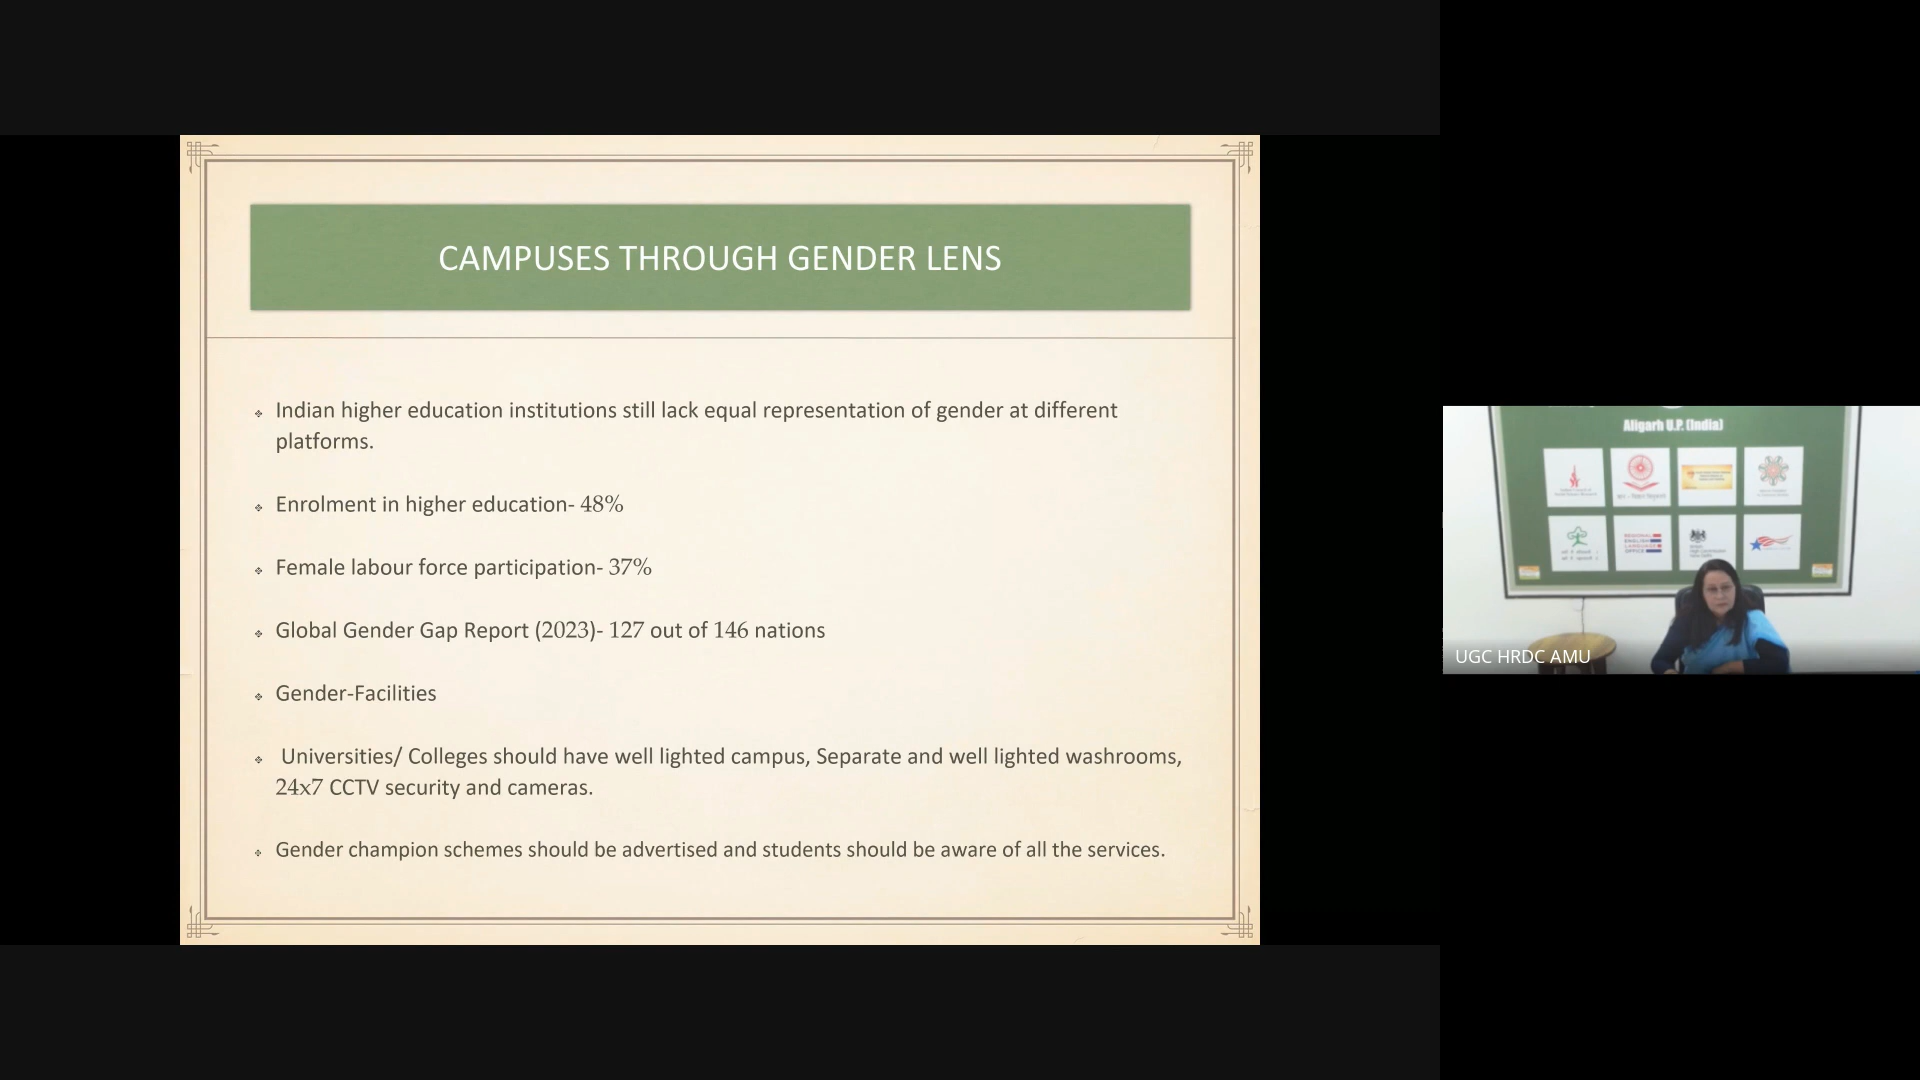 CAMPUSES THROUGH GENDER LENS
Indian higher education institutions still lack equal representation of gender at different
platforms.
Enrolment in higher education- 48%
Female labour force participation- 37%
Global Gender Gap Report (2023)- 127 out of 146 nations
Gender-Facilities
Universities/ Colleges should have well lighted campus, Separate and well lighted washrooms,
24x7 CCTV security and cameras.
Gender champion schemes should be advertised and students should be aware of all the services.
Aligarh U.P. (India)
REGIONAL
ENGLISH
LANGUAGE
OFFICE
UGC HRDC AMU